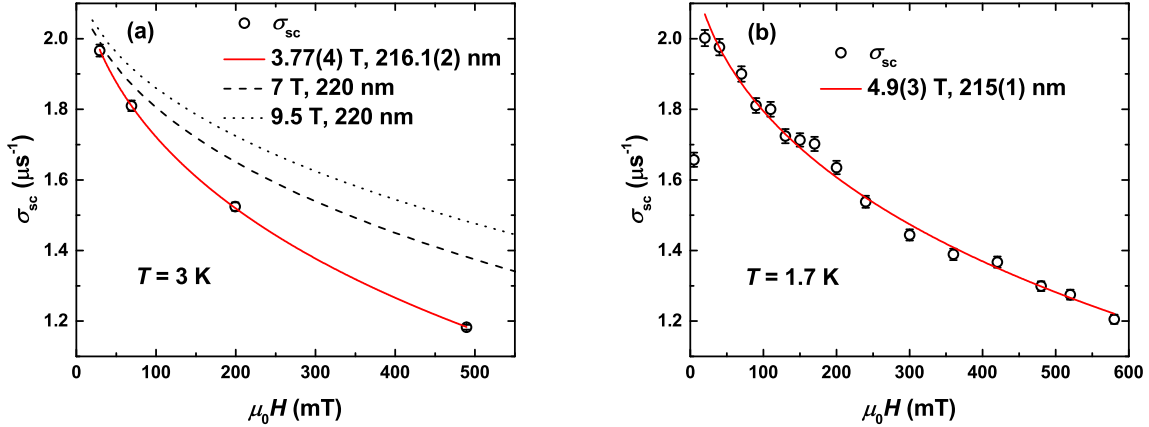 (a)
σsc
3.77(4) T, 216.1(2) nm
7 T, 220 nm
9.5 T, 220 nm
T = 3 K
2.0
1.8
1.6
1.4
1.2
σsc (μs⁻¹)
0
100
200
300
400
500
μ₀H (mT)
(b)
σsc
4.9(3) T, 215(1) nm
T = 1.7 K
2.0
1.8
1.6
1.4
1.2
σsc (μs⁻¹)
0
100
200
300
400
500
600
μ₀H (mT)